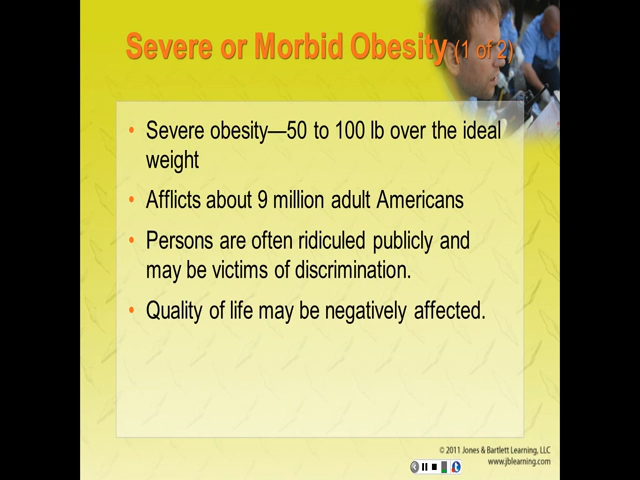 Severe or Morbid Obesity (1 of 2)
• Severe obesity—50 to 100 lb over the ideal
weight
• Afflicts about 9 million adult Americans
• Persons are often ridiculed publicly and
may be victims of discrimination.
• Quality of life may be negatively affected.
© 2011 Jones & Bartlett Learning, LLC
www.jblearning.com